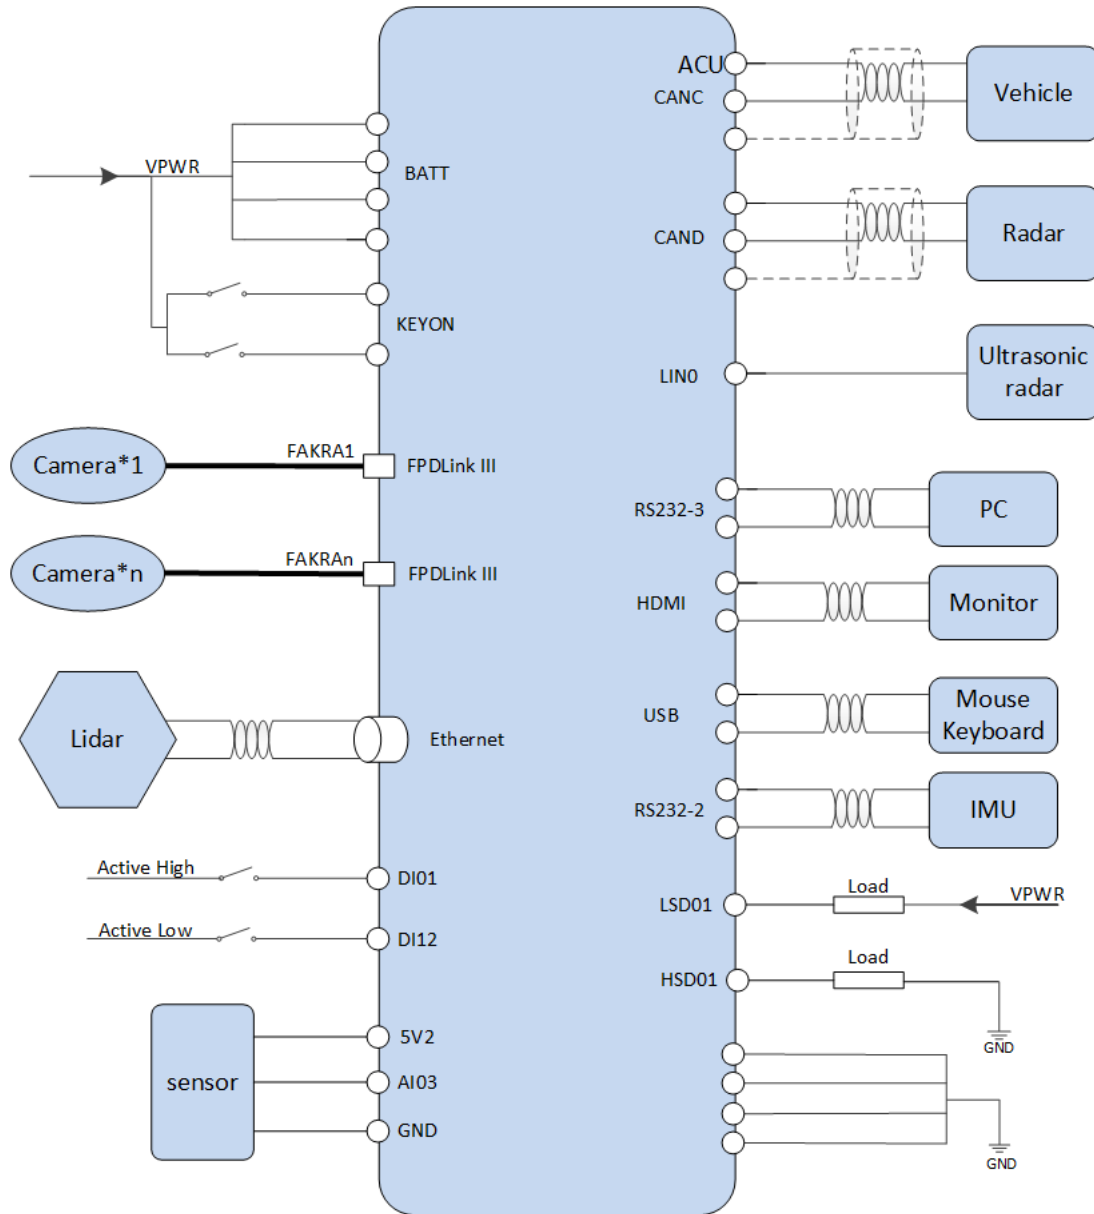 ACU
CANC
Vehicle
VPWR
BATT
CAND
Radar
KEYON
LIN0
Ultrasonic
radar
Camera*1
FAKRA1
FPDLink III
RS232-3
PC
Camera*n
FAKRAn
FPDLink III
HDMI
Monitor
Lidar
Ethernet
USB
Mouse
Keyboard
RS232-2
IMU
Active High
DI01
LSD01
Load
VPWR
Active Low
DI12
HSD01
Load
GND
sensor
5V2
AI03
GND
GND